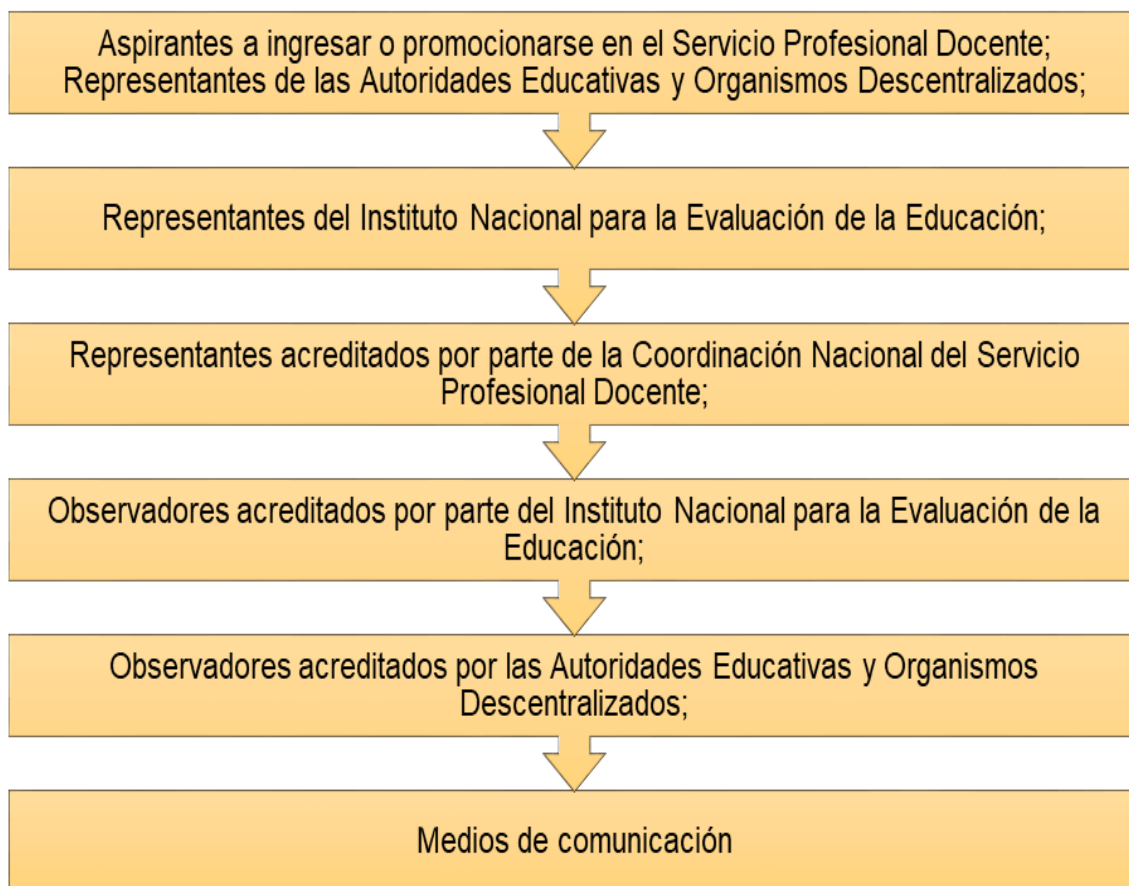 Aspirantes a ingresar o promocionarse en el Servicio Profesional Docente;
Representantes de las Autoridades Educativas y Organismos Descentralizados;
Representantes del Instituto Nacional para la Evaluación de la Educación;
Representantes acreditados por parte de la Coordinación Nacional del Servicio
Profesional Docente;
Observadores acreditados por parte del Instituto Nacional para la Evaluación de la
Educación;
Observadores acreditados por las Autoridades Educativas y Organismos
Descentralizados;
Medios de comunicación